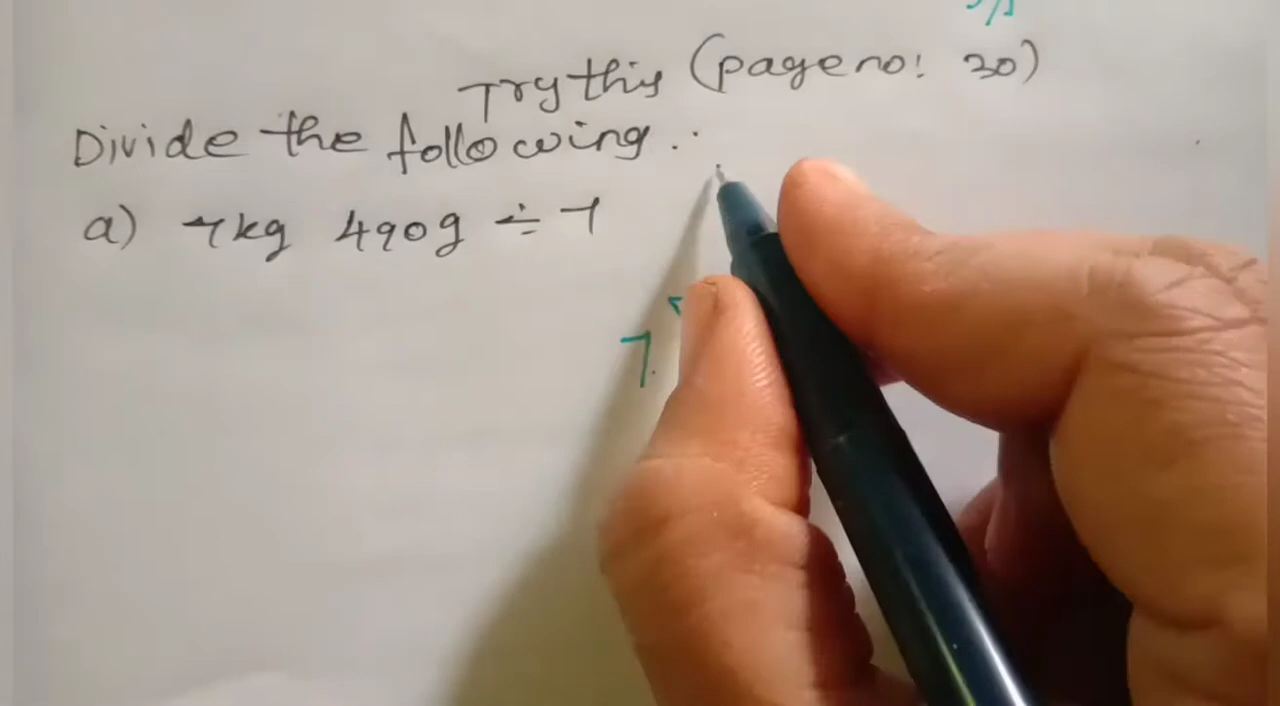 Try this (page no: 30)
Divide the following :
a) 7kg 490g ÷ 7
7